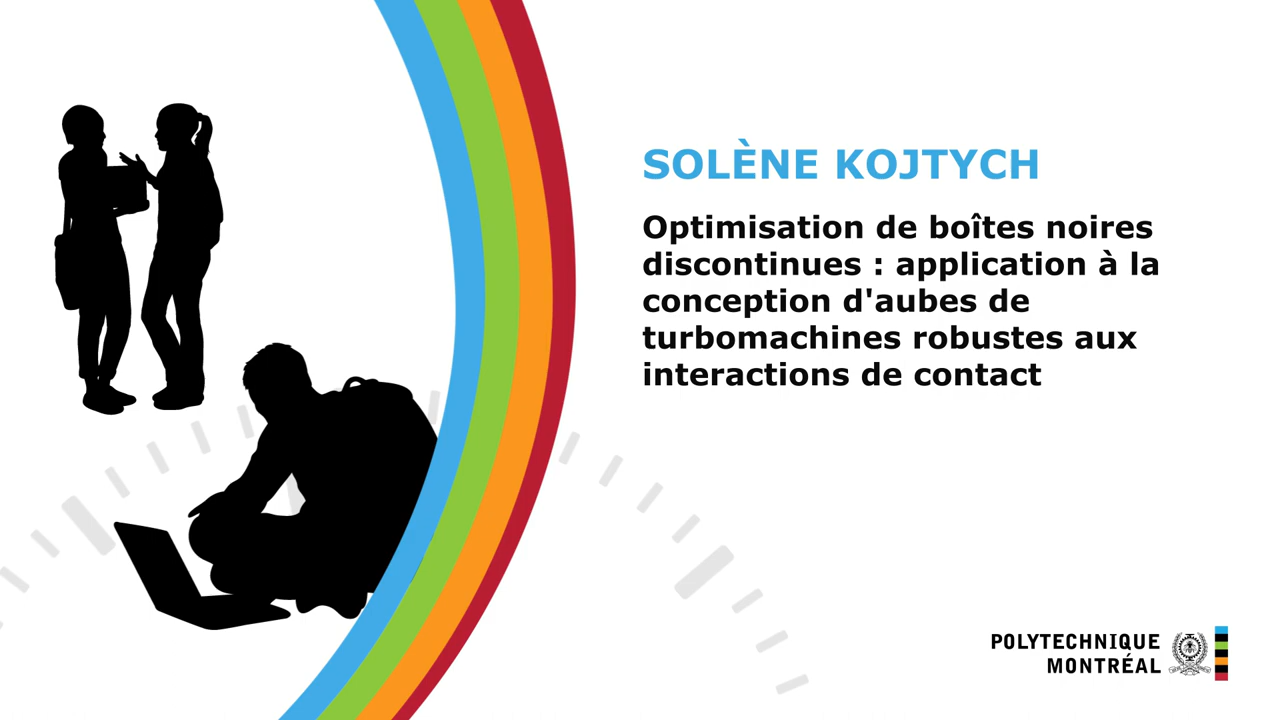 SOLÈNE KOJTYCH
Optimisation de boîtes noires
discontinues : application à la
conception d'aubes de
turbomachines robustes aux
interactions de contact
POLYTECHNIQUE
MONTRÉAL